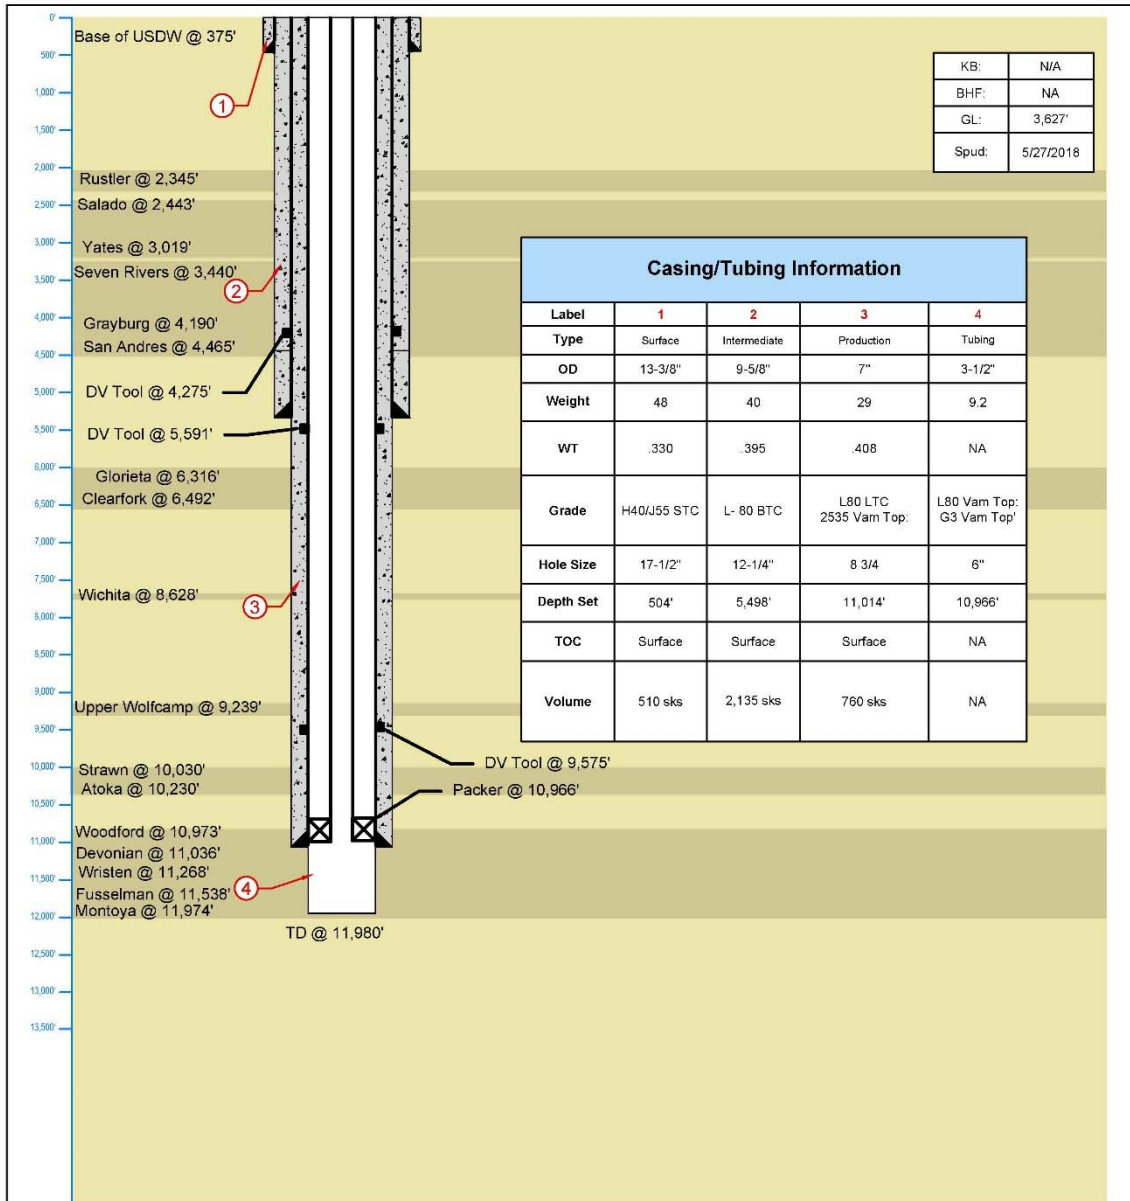 0'
500'
1,000'
1,500'
2,000'
2,500'
3,000'
3,500'
4,000'
4,500'
5,000'
5,500'
6,000'
6,500'
7,000'
7,500'
8,000'
8,500'
9,000'
9,500'
10,000'
10,500'
11,000'
11,500'
12,000'
12,500'
13,000'
13,500'
Base of USDW @ 375'
1
Rustler @ 2,345'
Salado @ 2,443'
Yates @ 3,019'
Seven Rivers @ 3,440'
2
Grayburg @ 4,190'
San Andres @ 4,465'
DV Tool @ 4,275'
DV Tool @ 5,591'
Glorieta @ 6,316'
Clearfork @ 6,492'
Wichita @ 8,628'
3
Upper Wolfcamp @ 9,239'
DV Tool @ 9,575'
Strawn @ 10,030'
Atoka @ 10,230'
Packer @ 10,966'
Woodford @ 10,973'
Devonian @ 11,036'
Wristen @ 11,268'
4
Fusselman @ 11,538'
Montoya @ 11,974'
TD @ 11,980'
KB: N/A
BHF: NA
GL: 3,627'
Spud: 5/27/2018
Casing/Tubing Information
Label 1 2 3 4
Type Surface Intermediate Production Tubing
OD 13-3/8" 9-5/8" 7" 3-1/2"
Weight 48 40 29 9.2
WT .330 .395 .408 NA
Grade H40/J55 STC L- 80 BTC L80 LTC 2535 Vam Top: L80 Vam Top: G3 Vam Top'
Hole Size 17-1/2" 12-1/4" 8 3/4 6"
Depth Set 504' 5,498' 11,014' 10,966'
TOC Surface Surface Surface NA
Volume 510 sks 2,135 sks 760 sks NA